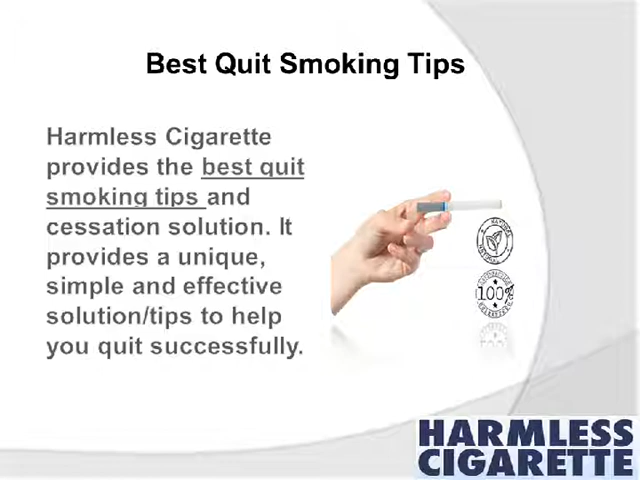 Best Quit Smoking Tips
Harmless Cigarette
provides the best quit
smoking tips and
cessation solution. It
provides a unique,
simple and effective
solution/tips to help
you quit successfully.
100%
HARMLESS
CIGARETTE